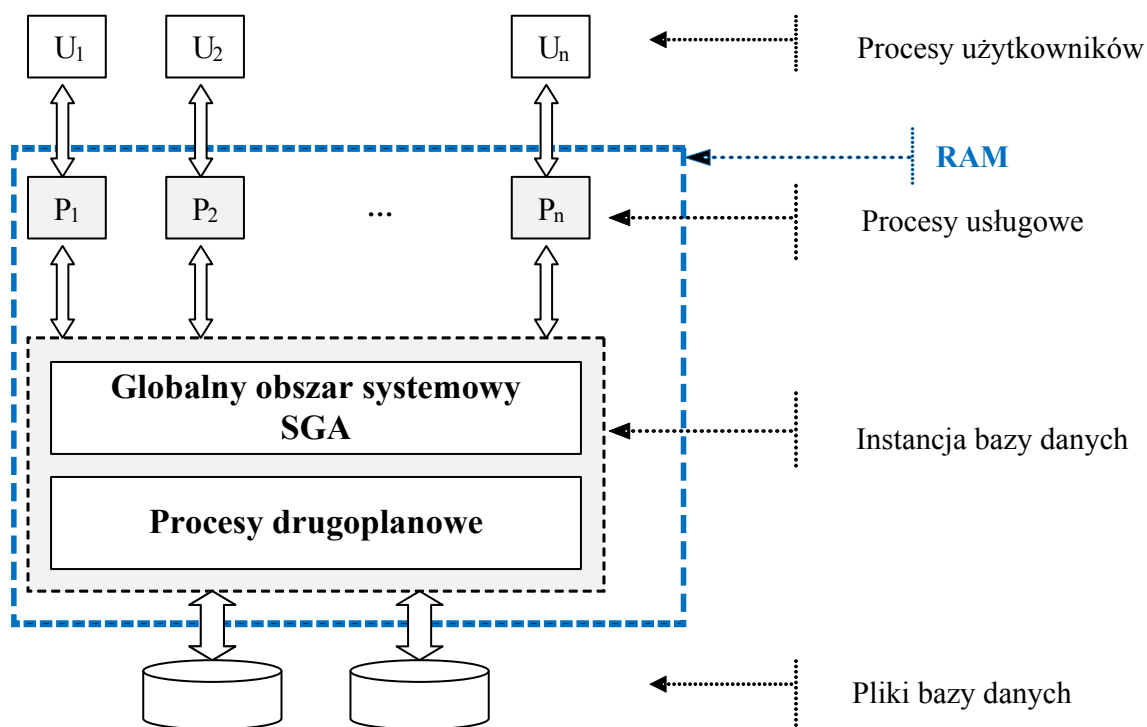 U1 U2 Un Procesy użytkowników
RAM
P1 P2 ... Pn Procesy usługowe
Globalny obszar systemowy
SGA
Instancja bazy danych
Procesy drugoplanowe
Pliki bazy danych